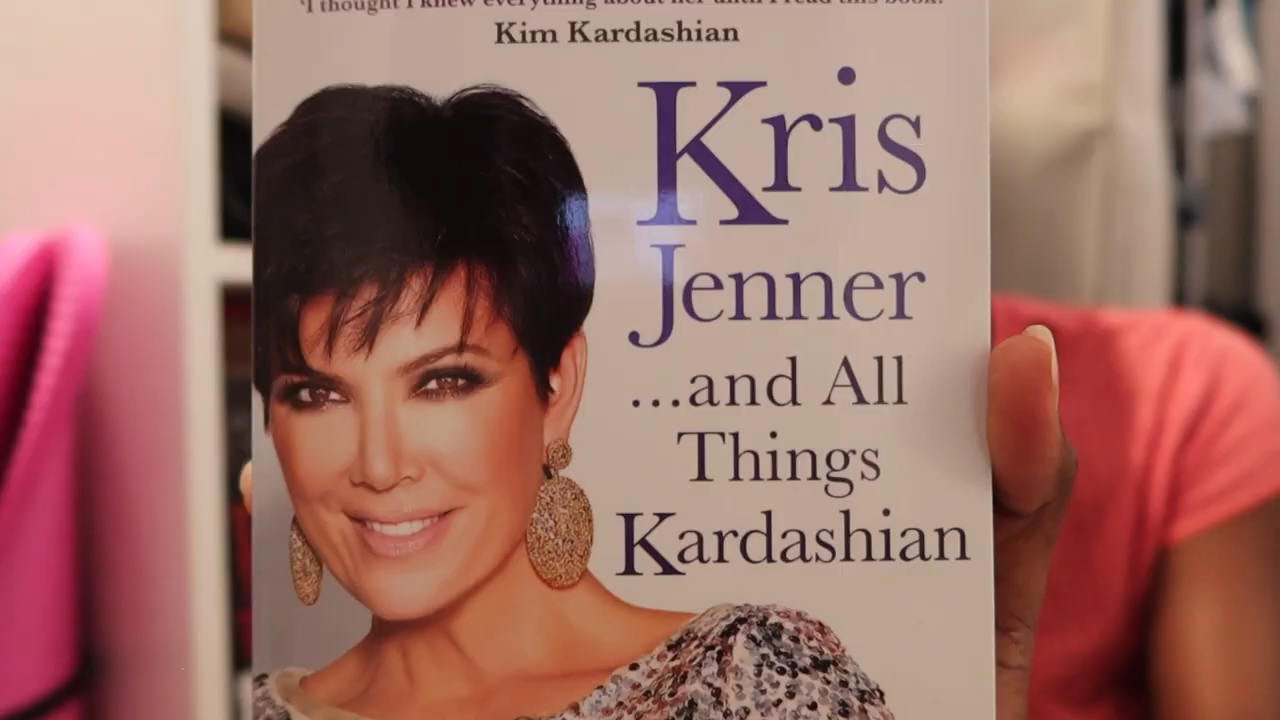 'I thought I knew everything about her until I read this book.'
Kim Kardashian
Kris
Jenner
...and All
Things
Kardashian